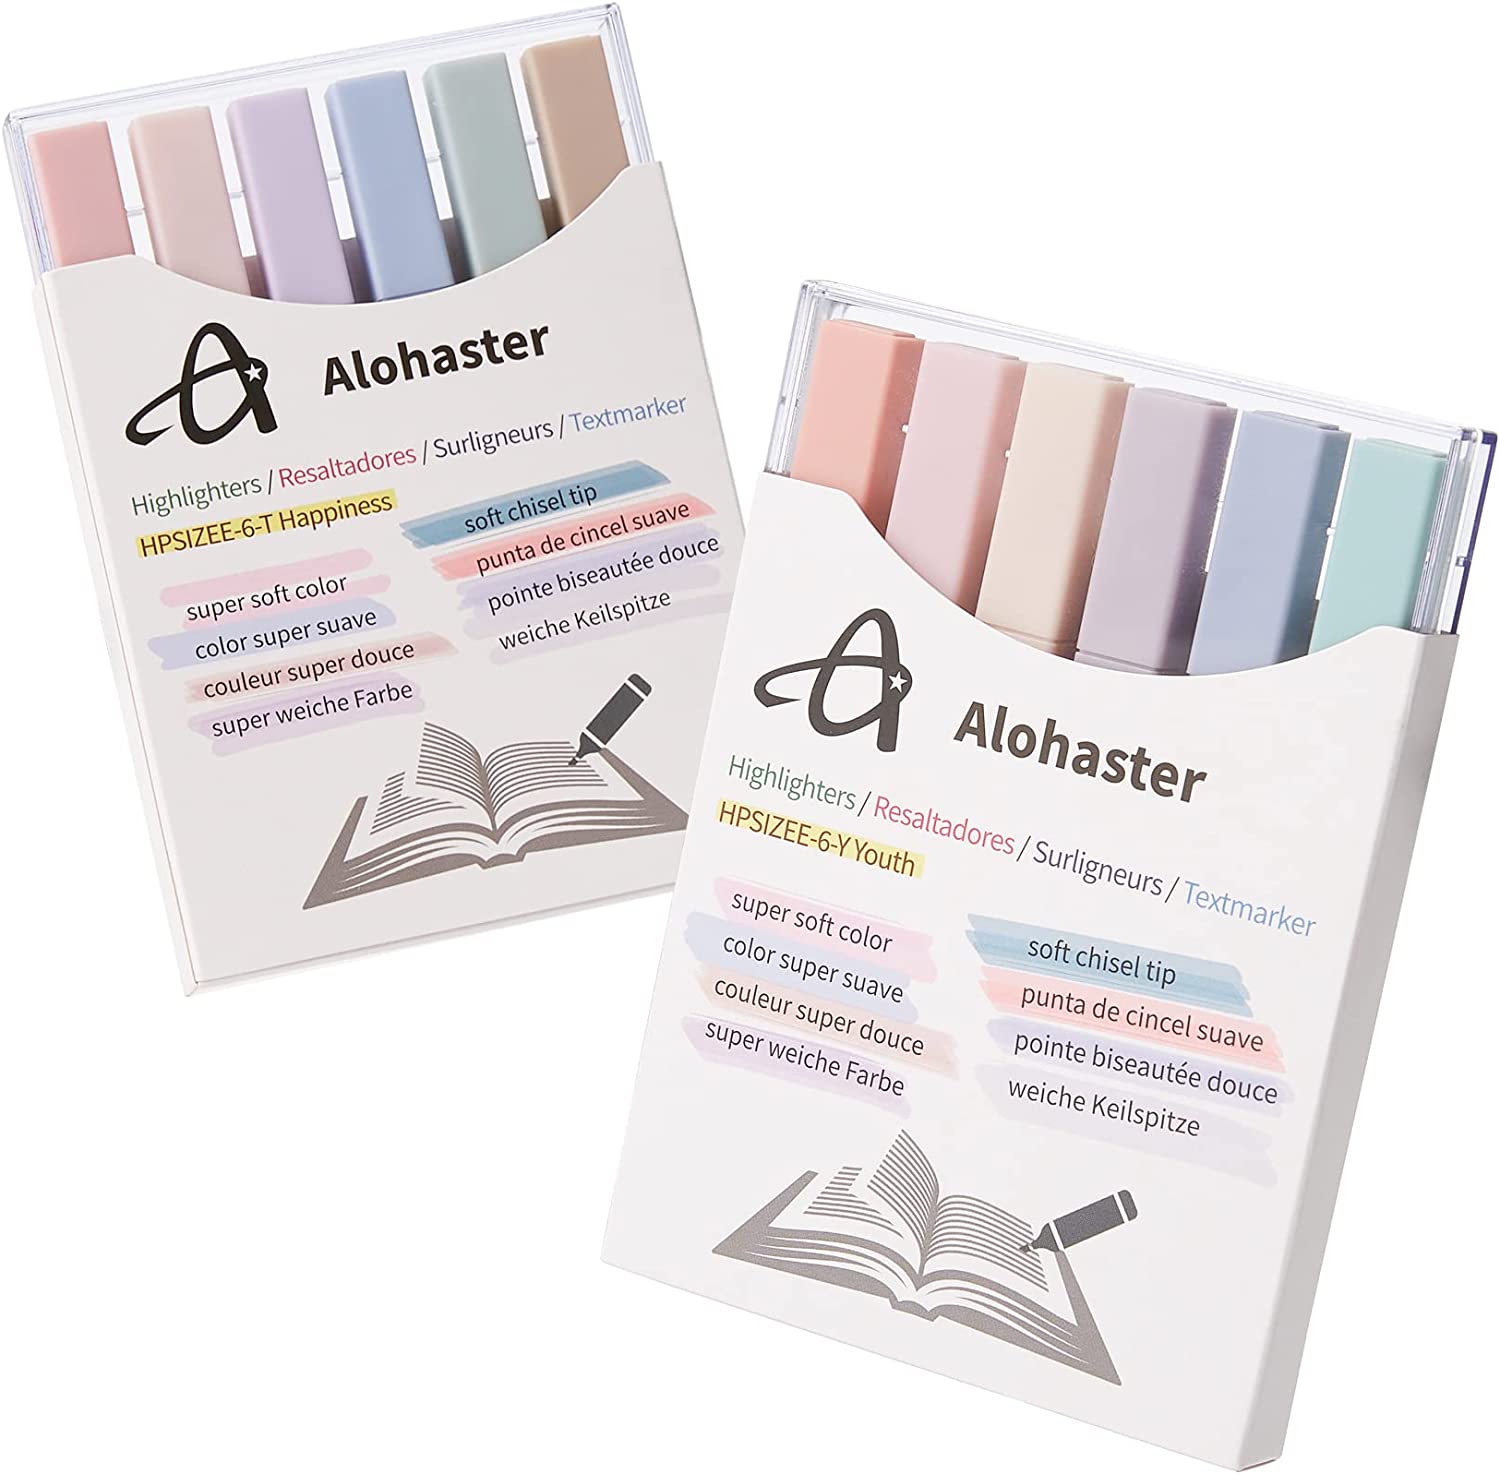 Alohaster
Highlighters / Resaltadores / Surligneurs / Textmarker
HPSIZEE-6-T Happiness
super soft color
color super suave
couleur super douce
super weiche Farbe
soft chisel tip
punta de cincel suave
pointe biseautée douce
weiche Keilspitze
Alohaster
Highlighters / Resaltadores / Surligneurs / Textmarker
HPSIZEE-6-Y Youth
super soft color
color super suave
couleur super douce
super weiche Farbe
soft chisel tip
punta de cincel suave
pointe biseautée douce
weiche Keilspitze